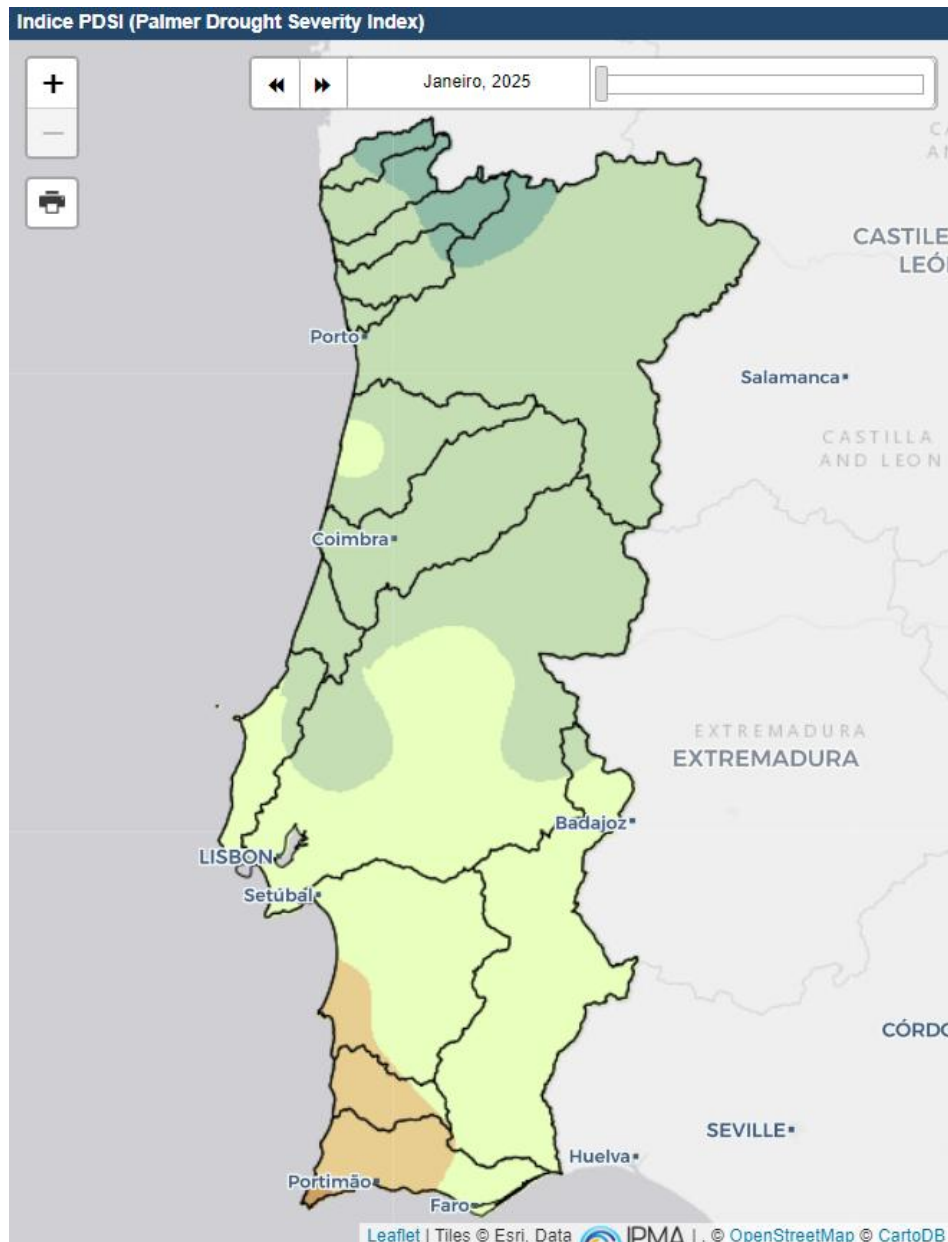 Indice PDSI (Palmer Drought Severity Index)
+
Janeiro, 2025
−
CASTILE
LEÓ
Porto
Salamanca
CASTILLA
AND LEON
Coimbra
EXTREMADURA
EXTREMADURA
Badajoz
LISBON
Setúbal
CÓRD
SEVILLE
Huelva
Portimão
Faro
Leaflet | Tiles © Esri, Data IPMA | , © OpenStreetMap © CartoDB